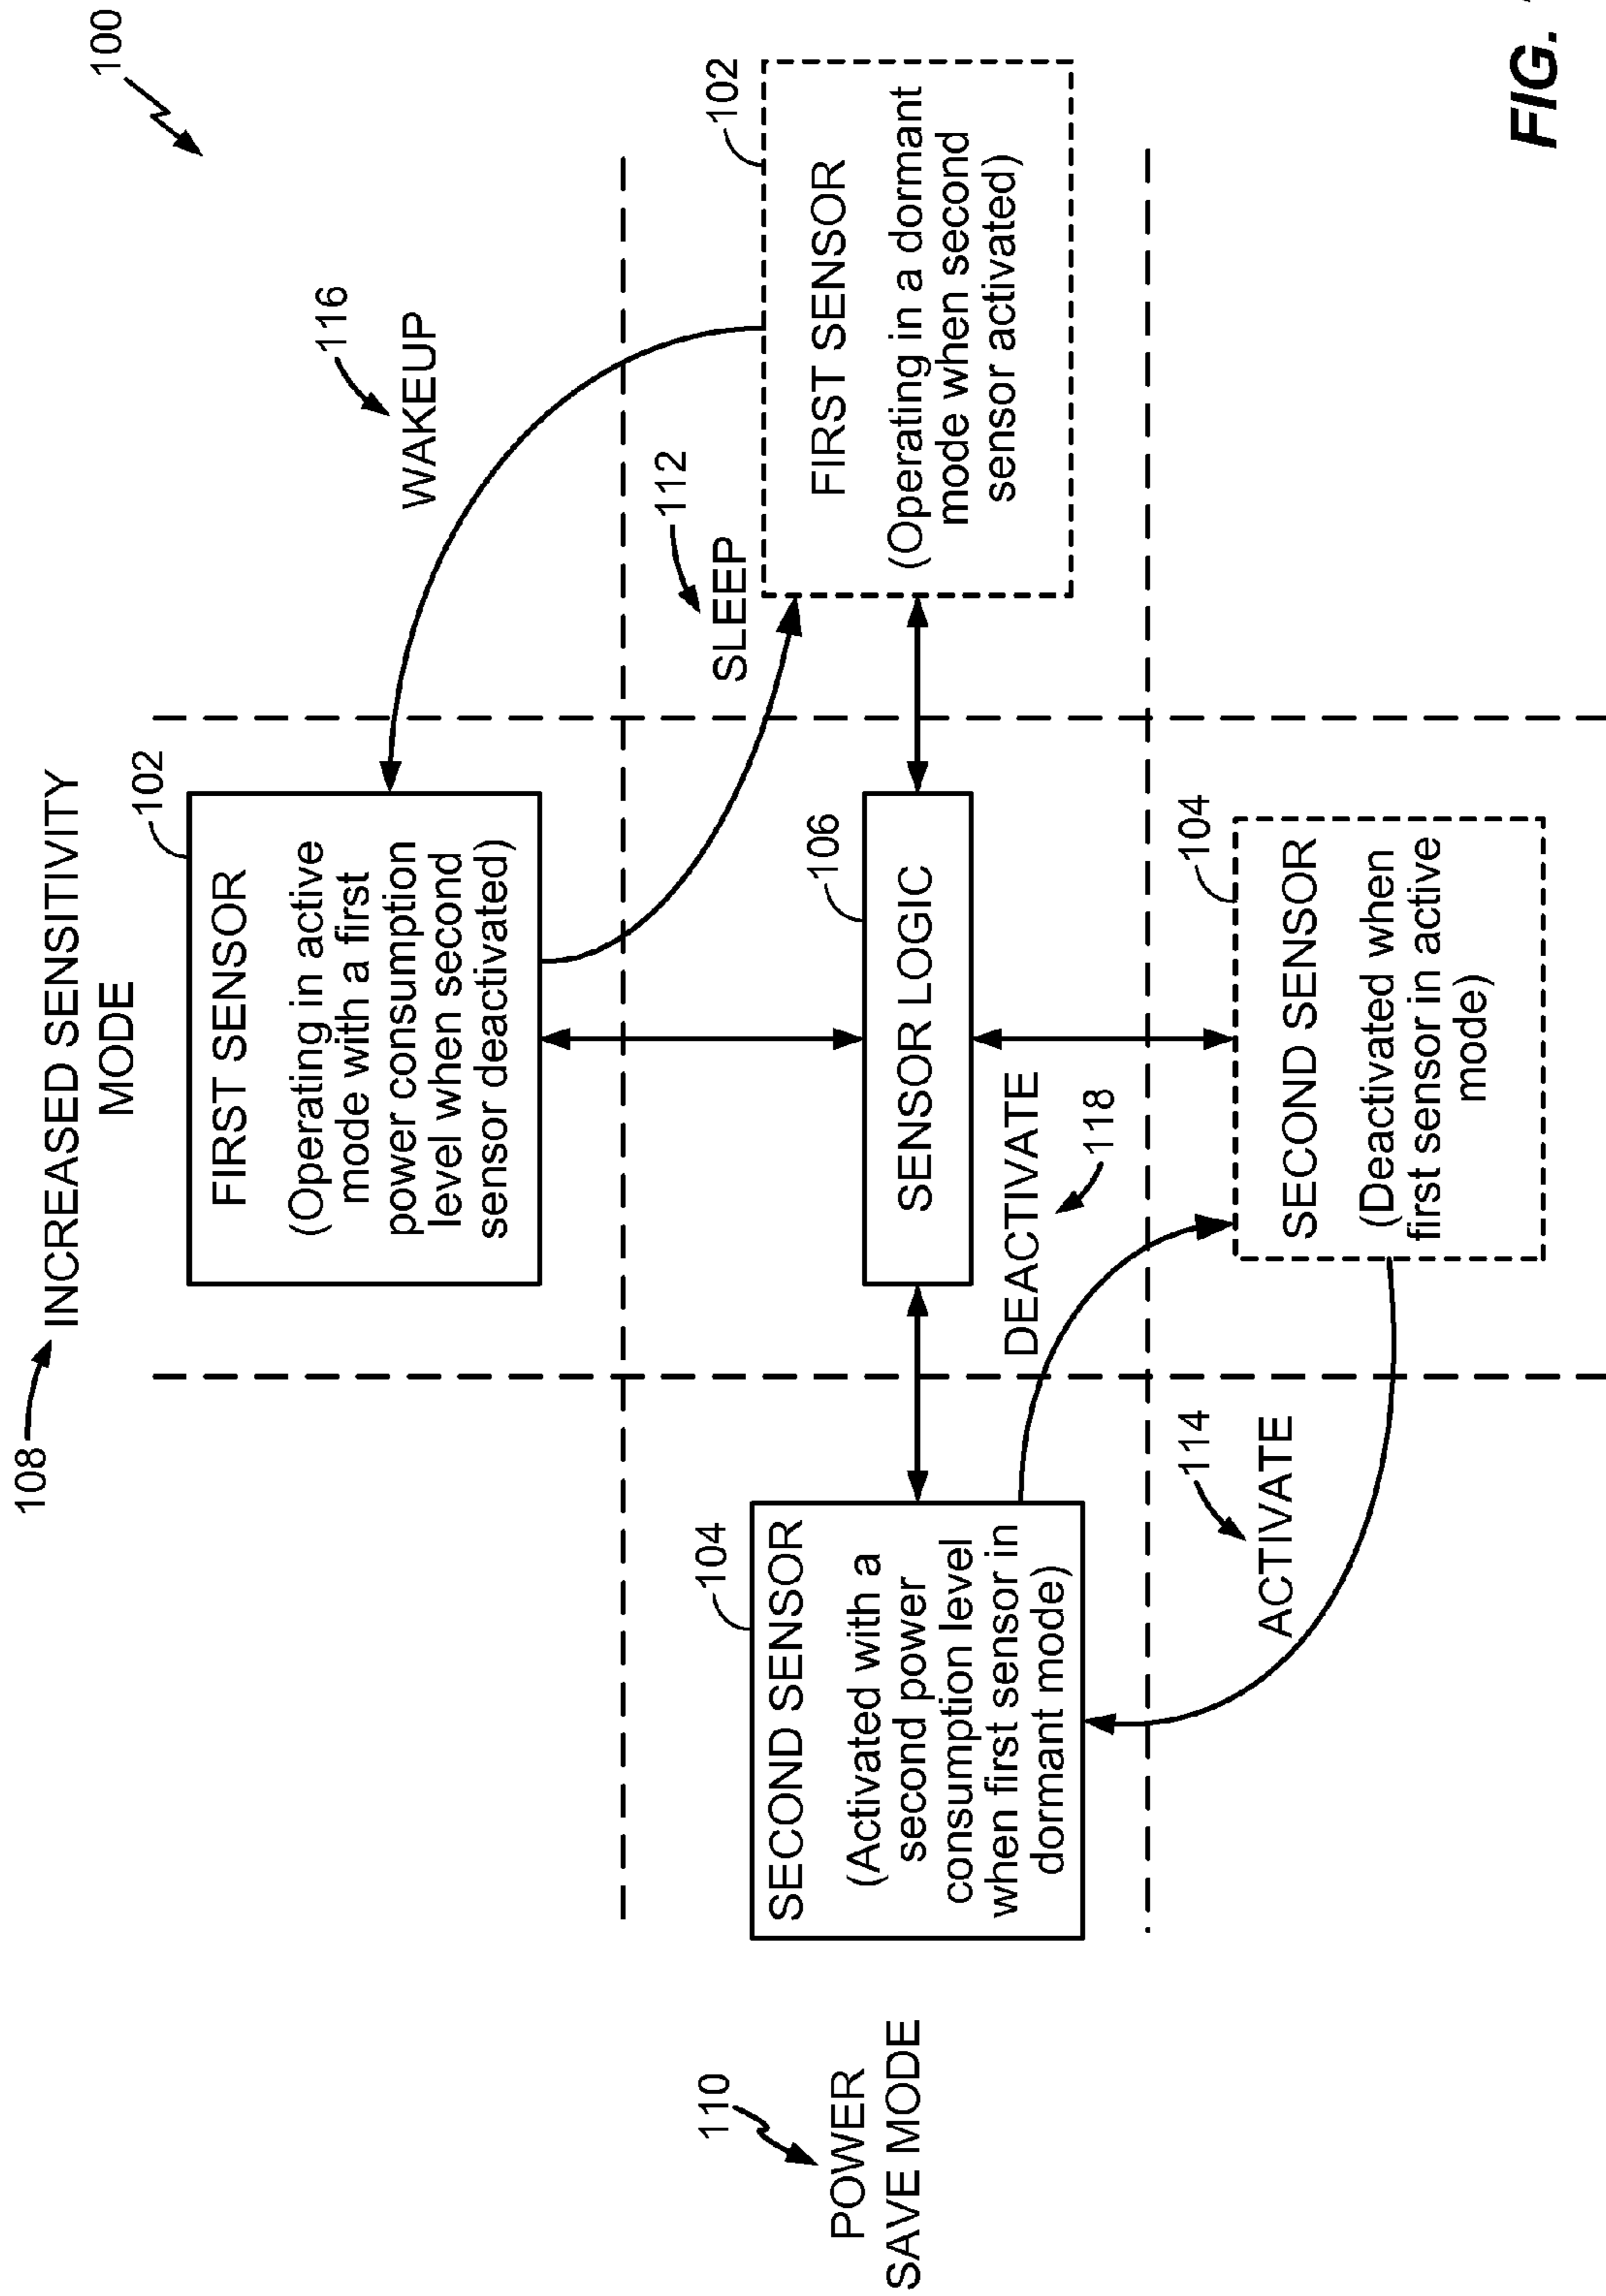 100
108
INCREASED SENSITIVITY
MODE
102
FIRST SENSOR
(Operating in active
mode with a first
power consumption
level when second
sensor deactivated)
116
WAKEUP
112
SLEEP
110
POWER
SAVE MODE
104
SECOND SENSOR
(Activated with a
second power
consumption level
when first sensor in
dormant mode)
106
SENSOR LOGIC
102
FIRST SENSOR
(Operating in a dormant
mode when second
sensor activated)
DEACTIVATE
118
114
ACTIVATE
104
SECOND SENSOR
(Deactivated when
first sensor in active
mode)
FIG.